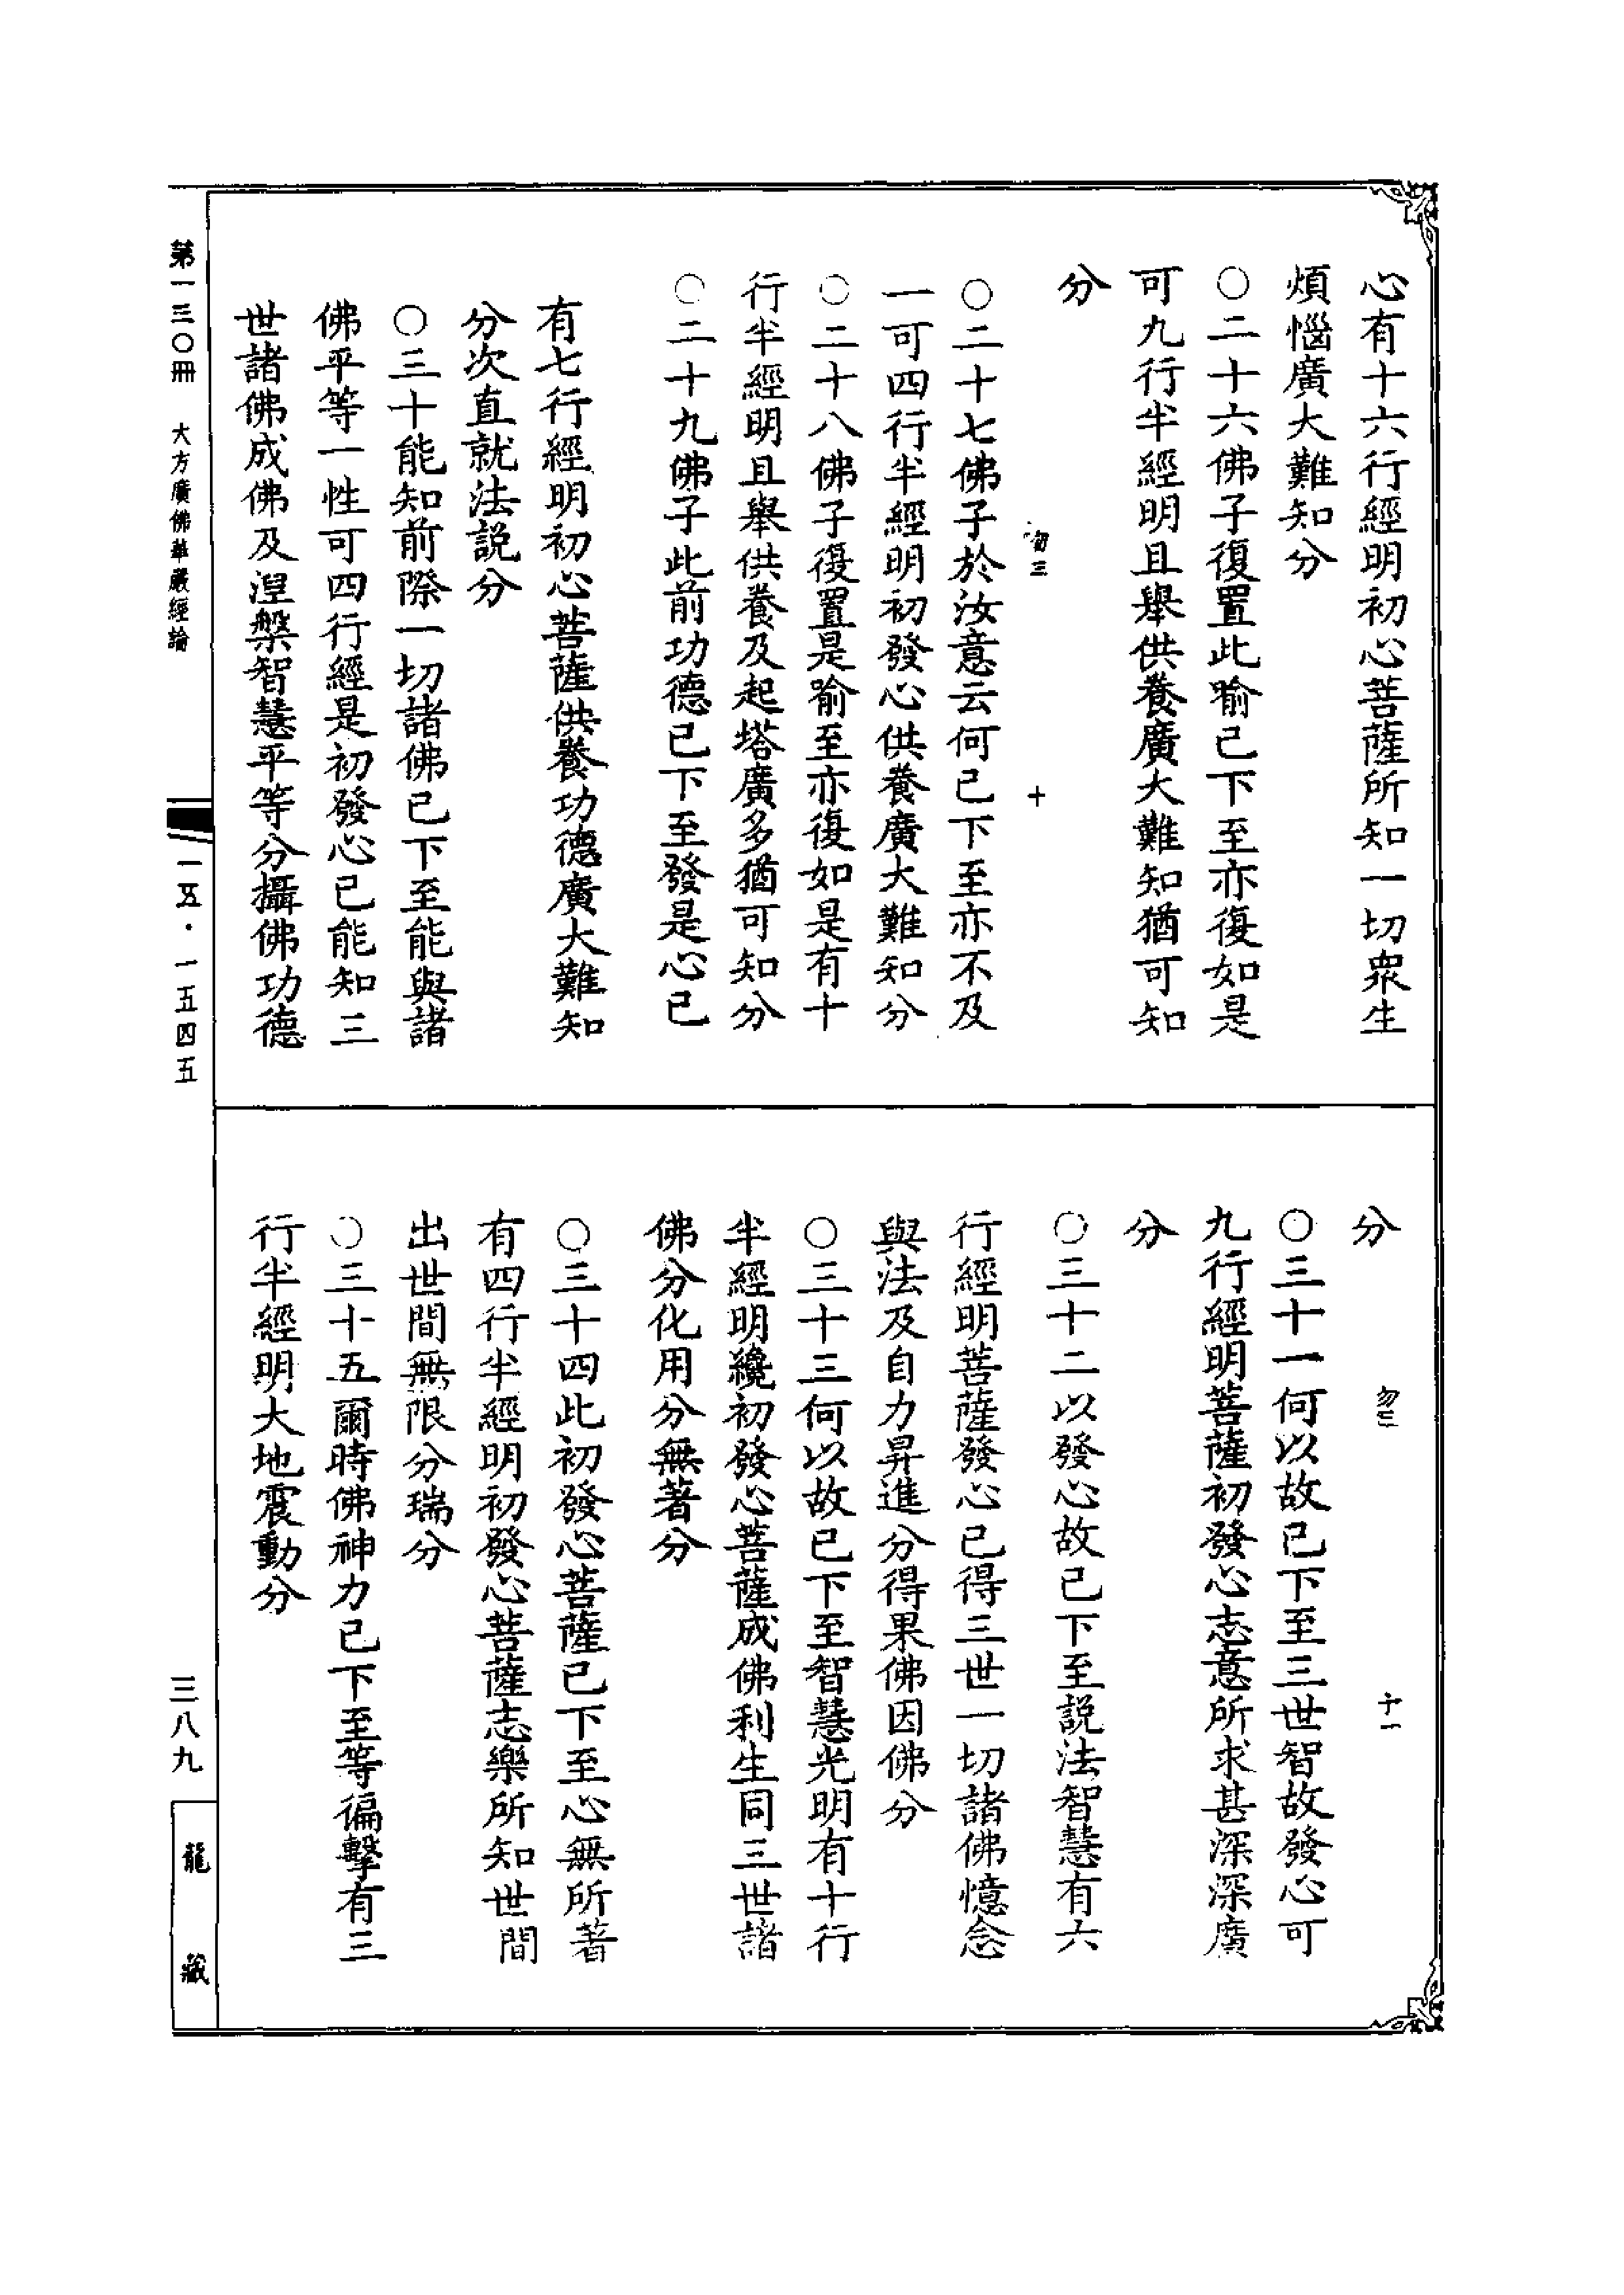 心有十六行經明初心菩薩所知一切衆生
煩惱廣大難知分
○二十六佛子復置此喻已下至亦復如是
可九行半經明且舉供養廣大難知猶可知
分
勿三
十
○二十七佛子於汝意云何已下至亦不及
一可四行半經明初發心供養廣大難知分
○二十八佛子復置是喻至亦復如是有十
行半經明且舉供養及起塔廣多猶可知分
○二十九佛子此前功德已下至發是心已
有七行經明初心菩薩供養功德廣大難知
分次直就法説分
○三十能知前際一切諸佛已下至能與諸
佛平等一性可四行經是初發心已能知三
世諸佛成佛及涅槃智慧平等分攝佛功德
分
勿三
十一
○三十一何以故已下至三世智故發心可
九行經明菩薩初發心志意所求甚深深廣
分
○三十二以發心故已下至説法智慧有六
行經明菩薩發心已得三世一切諸佛憶念
與法及自力昇進分得果佛因佛分
○三十三何以故已下至智慧光明有十行
半經明纔初發心菩薩成佛利生同三世諸
佛分化用分無著分
○三十四此初發心菩薩已下至心無所著
有四行半經明初發心菩薩志樂所知世間
出世間無限分瑞分
○三十五爾時佛神力已下至等徧擊有三
行半經明大地震動分
第一三〇冊　大方廣佛華嚴經論
一五·一五四五
三八九
龍藏